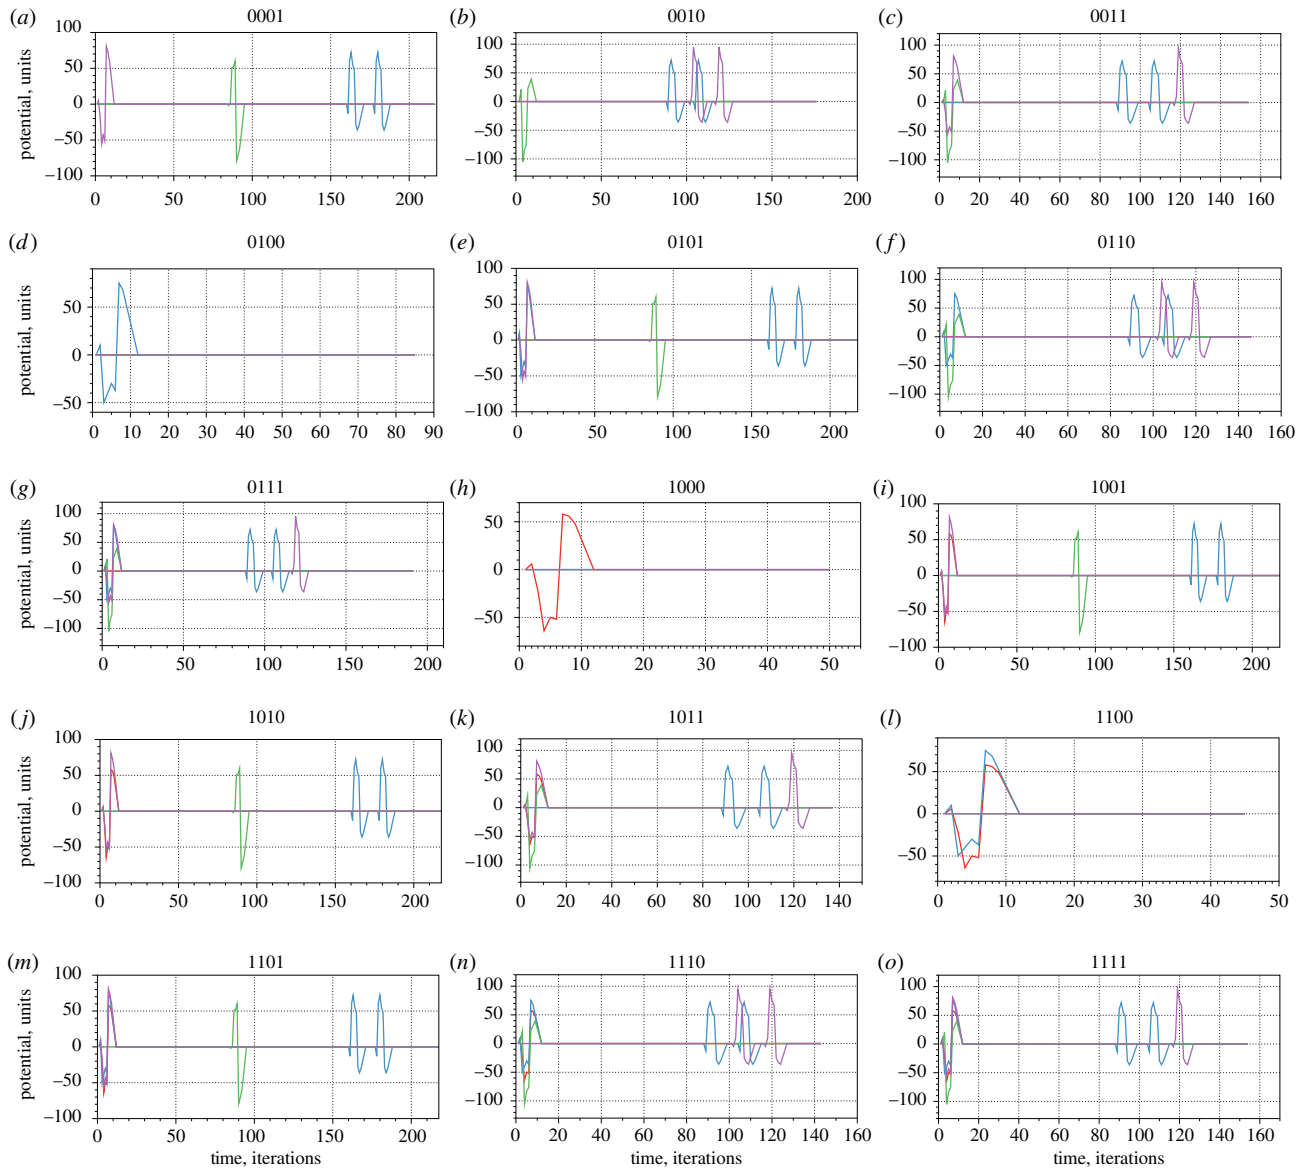 (a) 0001 (b) 0010 (c) 0011
potential, units
100 50 0 −50 −100
0 50 100 150 200
100 50 0 −50 −100
0 50 100 150 200
100 50 0 −50 −100
0 20 40 60 80 100 120 140 160
(d) 0100 (e) 0101 (f) 0110
potential, units
50 0 −50
0 10 20 30 40 50 60 70 80 90
100 50 0 −50 −100
50 100 150 200
100 50 0 −50 −100
0 20 40 60 80 100 120 140 160
(g) 0111 (h) 1000 (i) 1001
potential, units
100 50 0 −50 −100
0 50 100 150 200
50 0 −50
0 10 20 30 40 50
100 50 0 −50 −100
0 50 100 150 200
(j) 1010 (k) 1011 (l) 1100
potential, units
100 50 0 −50 −100
0 50 100 150 200
100 50 0 −50 −100
0 20 40 60 80 100 120 140
50 0 −50
0 10 20 30 40 50
(m) 1101 (n) 1110 (o) 1111
potential, units
100 50 0 −50 −100
0 50 100 150 200
100 50 0 −50 −100
0 20 40 60 80 100 120 140 160
100 50 0 −50 −100
0 20 40 60 80 100 120 140 160
time, iterations time, iterations time, iterations